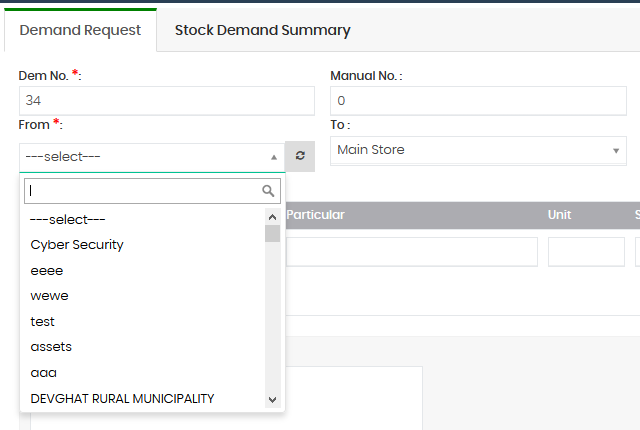 Demand Request Stock Demand Summary
Dem No. *: Manual No. :
34 0
From *: To :
---select--- Main Store
---select---
Particular Unit S
Cyber Security
eeee
wewe
test
assets
aaa
DEVGHAT RURAL MUNICIPALITY